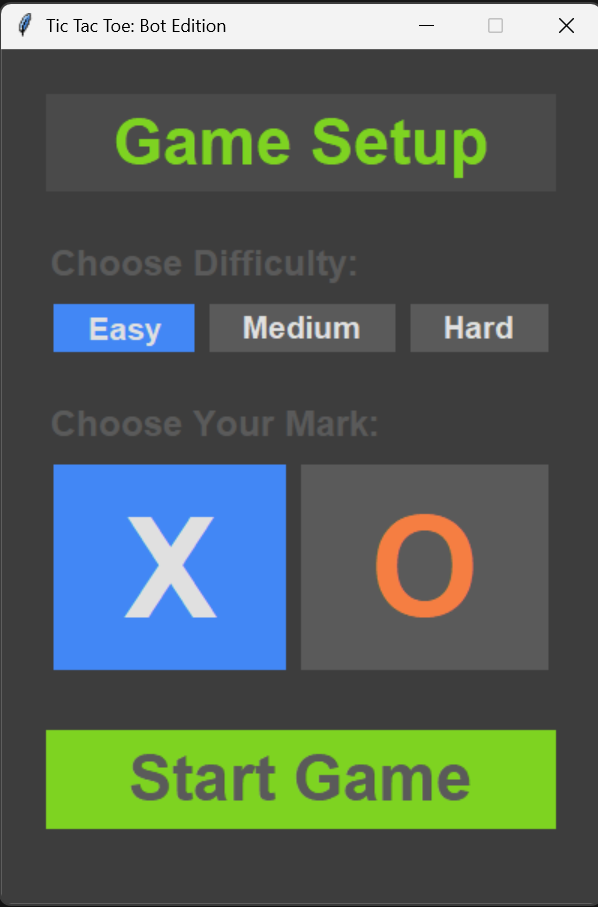 Tic Tac Toe: Bot Edition
Game Setup
Choose Difficulty:
Easy Medium Hard
Choose Your Mark:
X O
Start Game